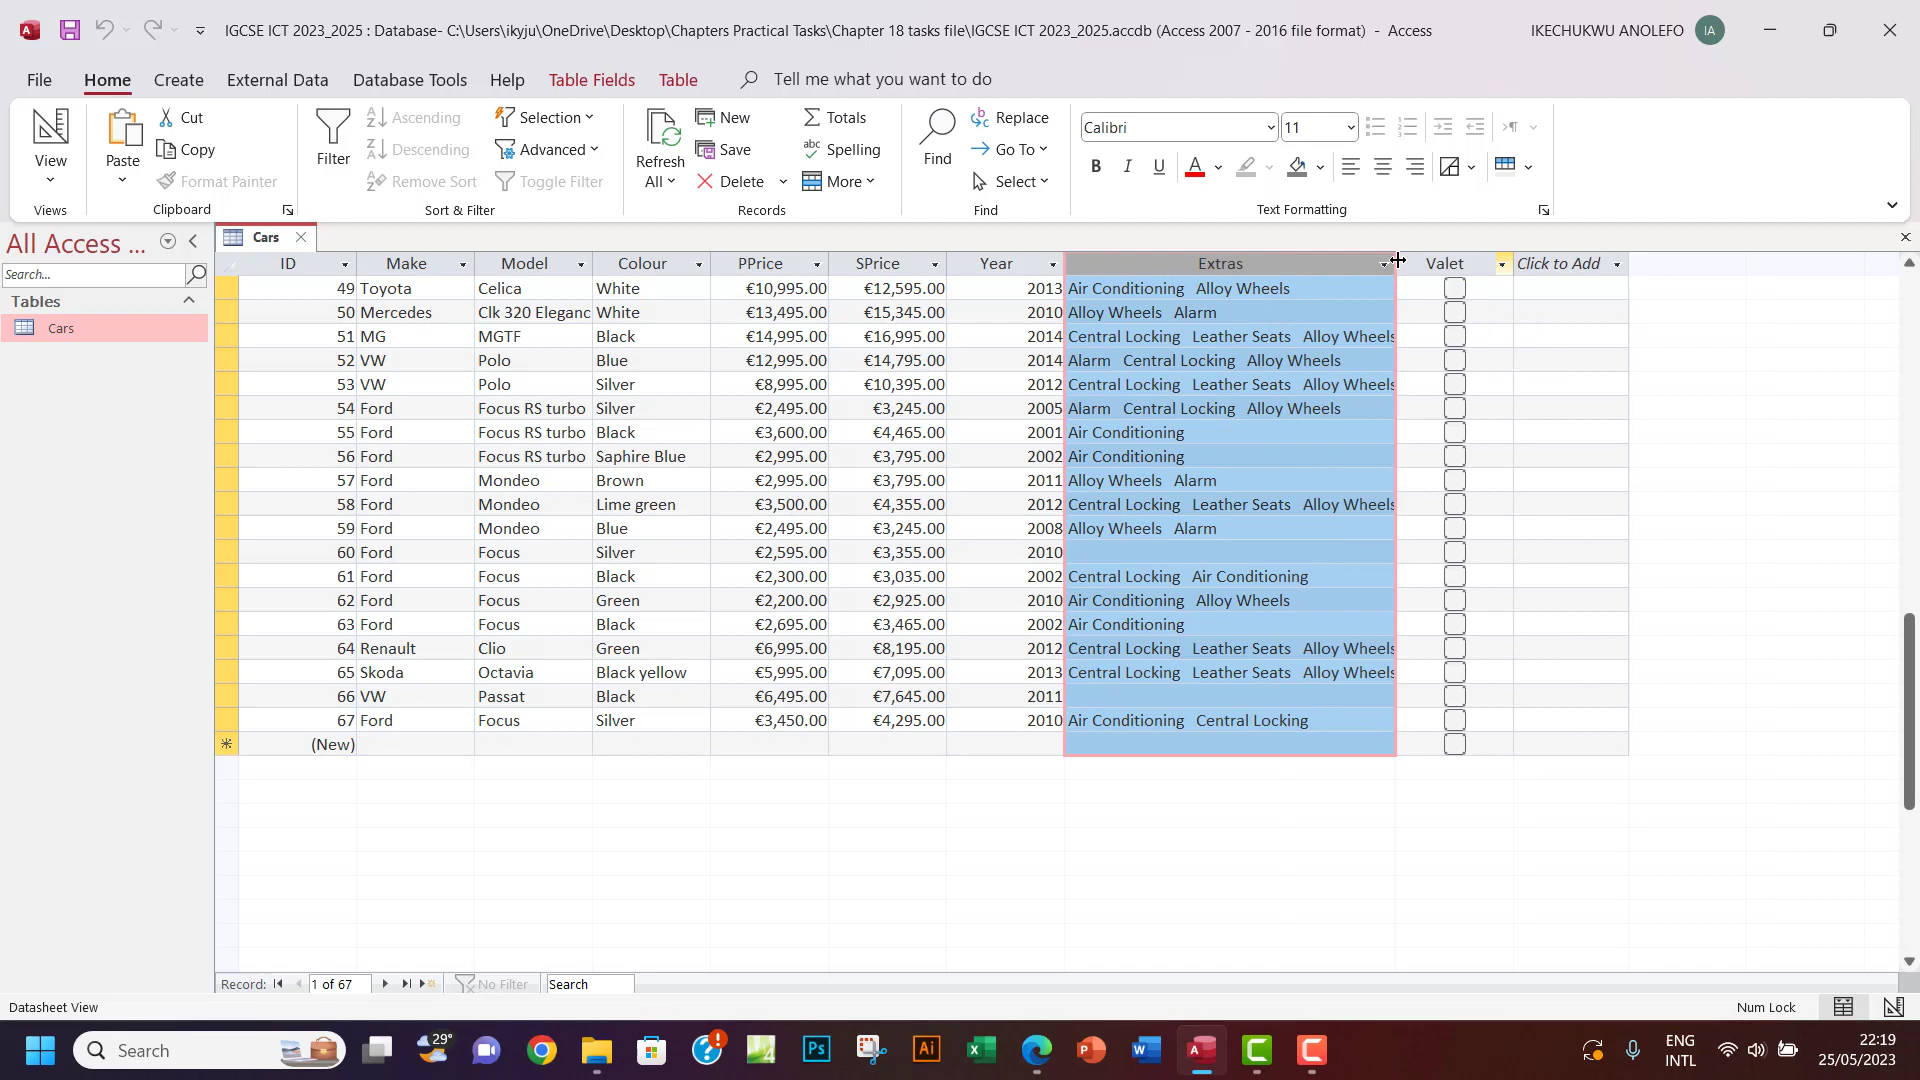 IGCSE ICT 2023_2025 : Database- C:\Users\ikyju\OneDrive\Desktop\Chapters Practical Tasks\Chapter 18 tasks file\IGCSE ICT 2023_2025.accdb (Access 2007 - 2016 file format) - Access IKECHUKWU ANOLEFO IA
File Home Create External Data Database Tools Help Table Fields Table Tell me what you want to do
Cut Ascending Selection New Totals Replace Calibri 11
View Paste Copy Filter Descending Advanced Refresh All Save Spelling Find Go To
Format Painter Remove Sort Toggle Filter Delete More Select B I U A
Views Clipboard Sort & Filter Records Find Text Formatting
All Access ... Cars
Search...
Tables
Cars
ID Make Model Colour PPrice SPrice Year Extras Valet Click to Add
49 Toyota Celica White €10,995.00 €12,595.00 2013 Air Conditioning Alloy Wheels
50 Mercedes Clk 320 Eleganc White €13,495.00 €15,345.00 2010 Alloy Wheels Alarm
51 MG MGTF Black €14,995.00 €16,995.00 2014 Central Locking Leather Seats Alloy Wheels
52 VW Polo Blue €12,995.00 €14,795.00 2014 Alarm Central Locking Alloy Wheels
53 VW Polo Silver €8,995.00 €10,395.00 2012 Central Locking Leather Seats Alloy Wheels
54 Ford Focus RS turbo Silver €2,495.00 €3,245.00 2005 Alarm Central Locking Alloy Wheels
55 Ford Focus RS turbo Black €3,600.00 €4,465.00 2001 Air Conditioning
56 Ford Focus RS turbo Saphire Blue €2,995.00 €3,795.00 2002 Air Conditioning
57 Ford Mondeo Brown €2,995.00 €3,795.00 2011 Alloy Wheels Alarm
58 Ford Mondeo Lime green €3,500.00 €4,355.00 2012 Central Locking Leather Seats Alloy Wheels
59 Ford Mondeo Blue €2,495.00 €3,245.00 2008 Alloy Wheels Alarm
60 Ford Focus Silver €2,595.00 €3,355.00 2010
61 Ford Focus Black €2,300.00 €3,035.00 2002 Central Locking Air Conditioning
62 Ford Focus Green €2,200.00 €2,925.00 2010 Air Conditioning Alloy Wheels
63 Ford Focus Black €2,695.00 €3,465.00 2002 Air Conditioning
64 Renault Clio Green €6,995.00 €8,195.00 2012 Central Locking Leather Seats Alloy Wheels
65 Skoda Octavia Black yellow €5,995.00 €7,095.00 2013 Central Locking Leather Seats Alloy Wheels
66 VW Passat Black €6,495.00 €7,645.00 2011
67 Ford Focus Silver €3,450.00 €4,295.00 2010 Air Conditioning Central Locking
(New)
Record: 1 of 67 No Filter Search
Datasheet View Num Lock
Search 29° Ps Ai ENG INTL 22:19
25/05/2023